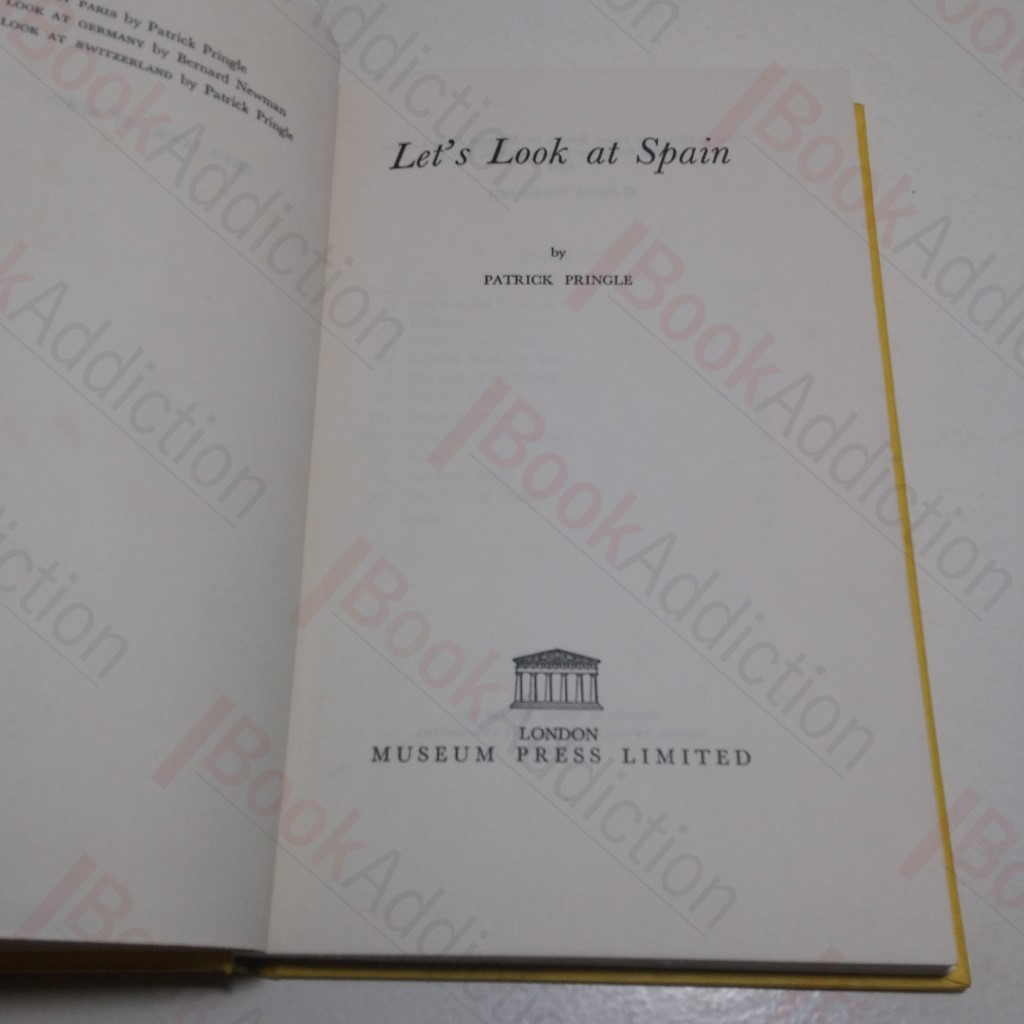 PARIS by Patrick Pringle
LOOK AT GERMANY by Bernard Newman
LOOK AT SWITZERLAND by Patrick Pringle
Let's Look at Spain
by
PATRICK PRINGLE
LONDON
MUSEUM PRESS LIMITED
BookAddiction